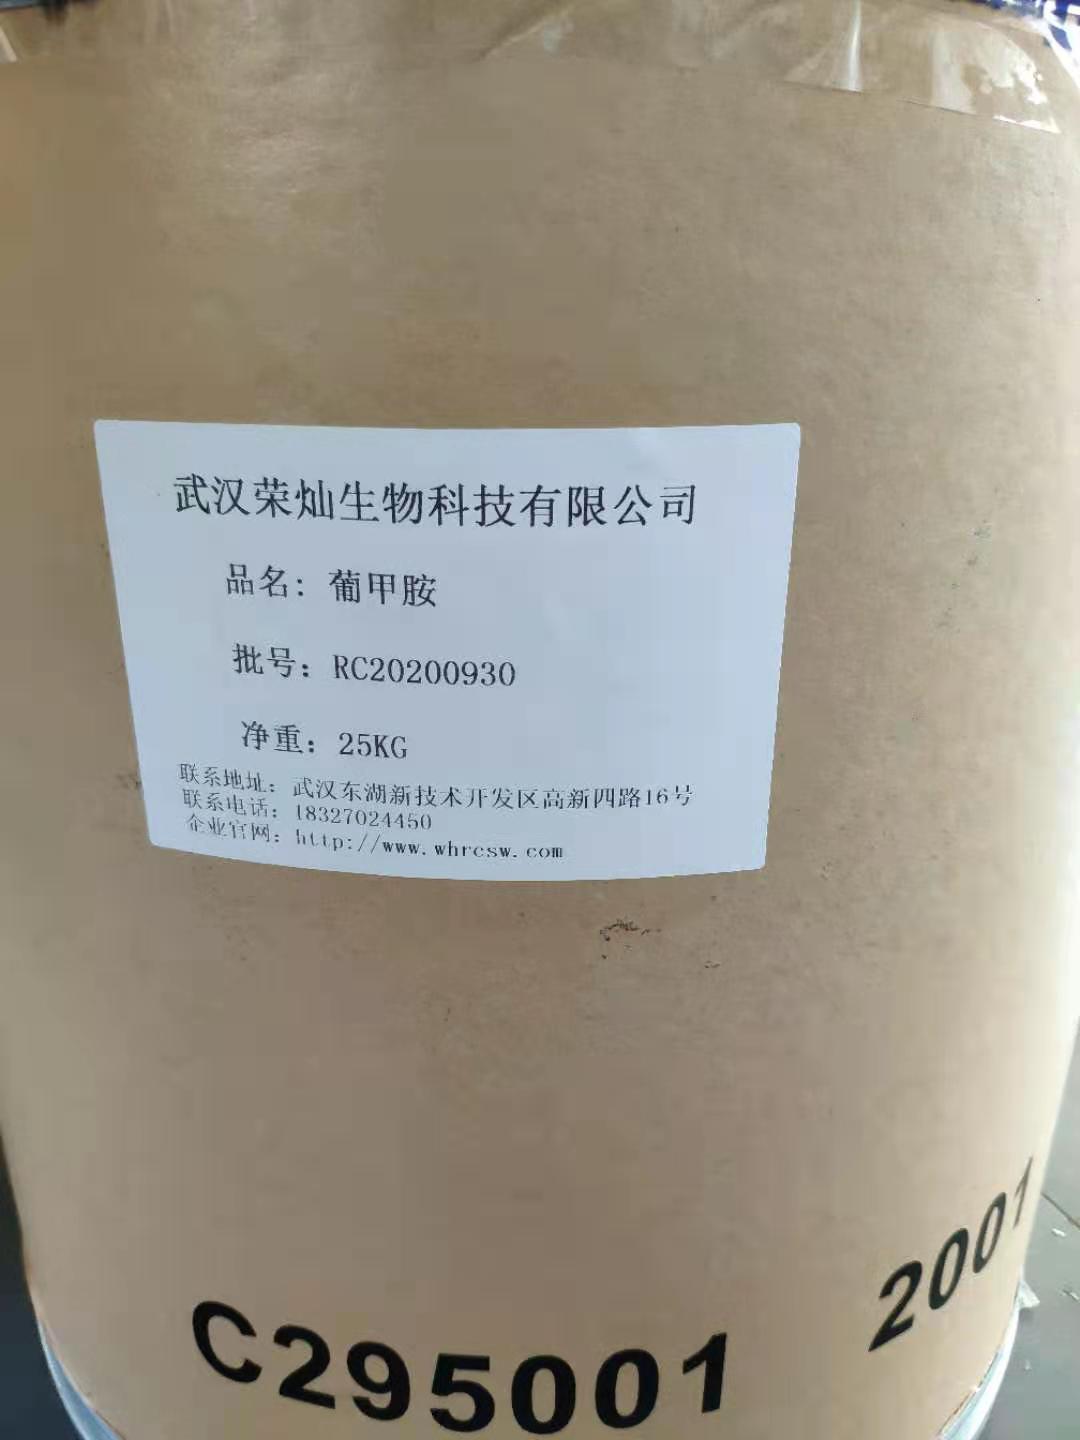 武汉荣灿生物科技有限公司
品名：葡甲胺
批号：RC20200930
净重：25KG
联系地址：武汉东湖新技术开发区高新四路16号
联系电话：18327024450
企业官网：http://www.whrcsw.com
2001
C295001